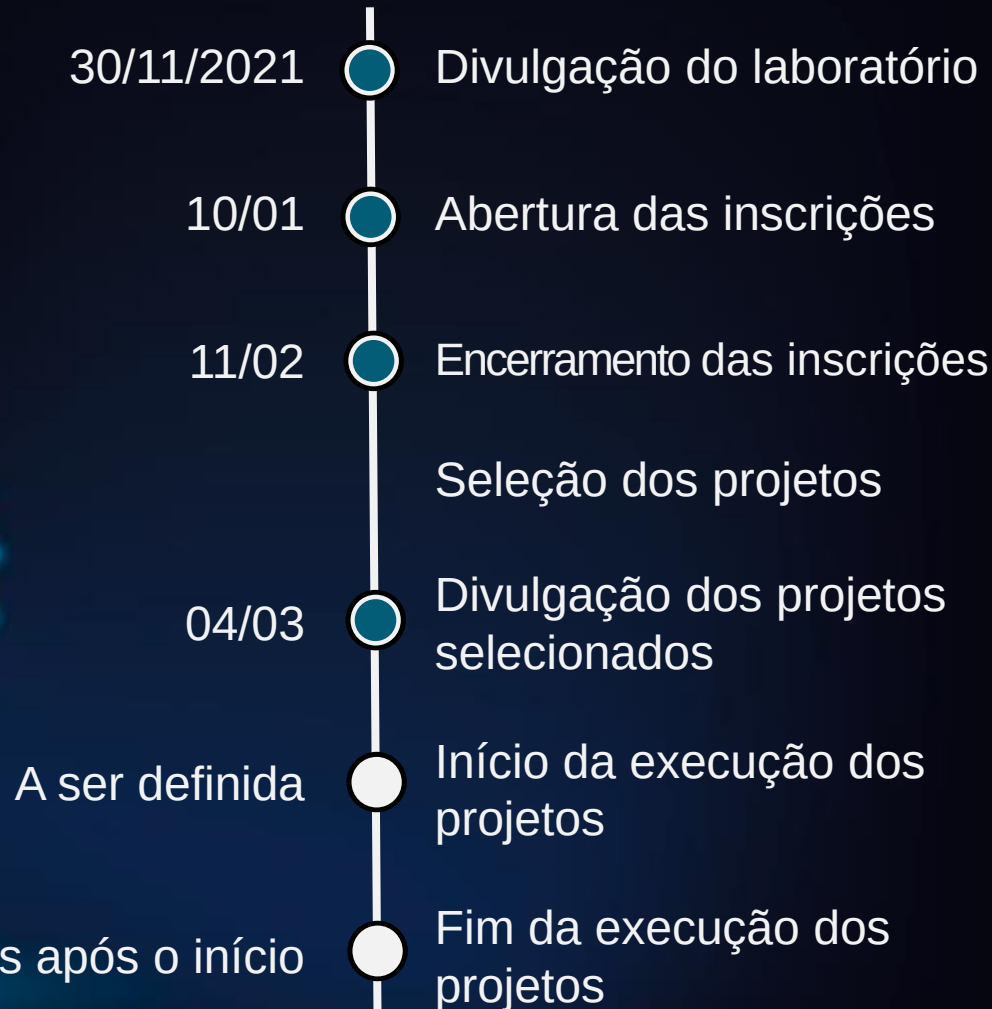 30/11/2021 Divulgação do laboratório
10/01 Abertura das inscrições
11/02 Encerramento das inscrições
Seleção dos projetos
04/03 Divulgação dos projetos
selecionados
A ser definida Início da execução dos
projetos
após o início Fim da execução dos
projetos